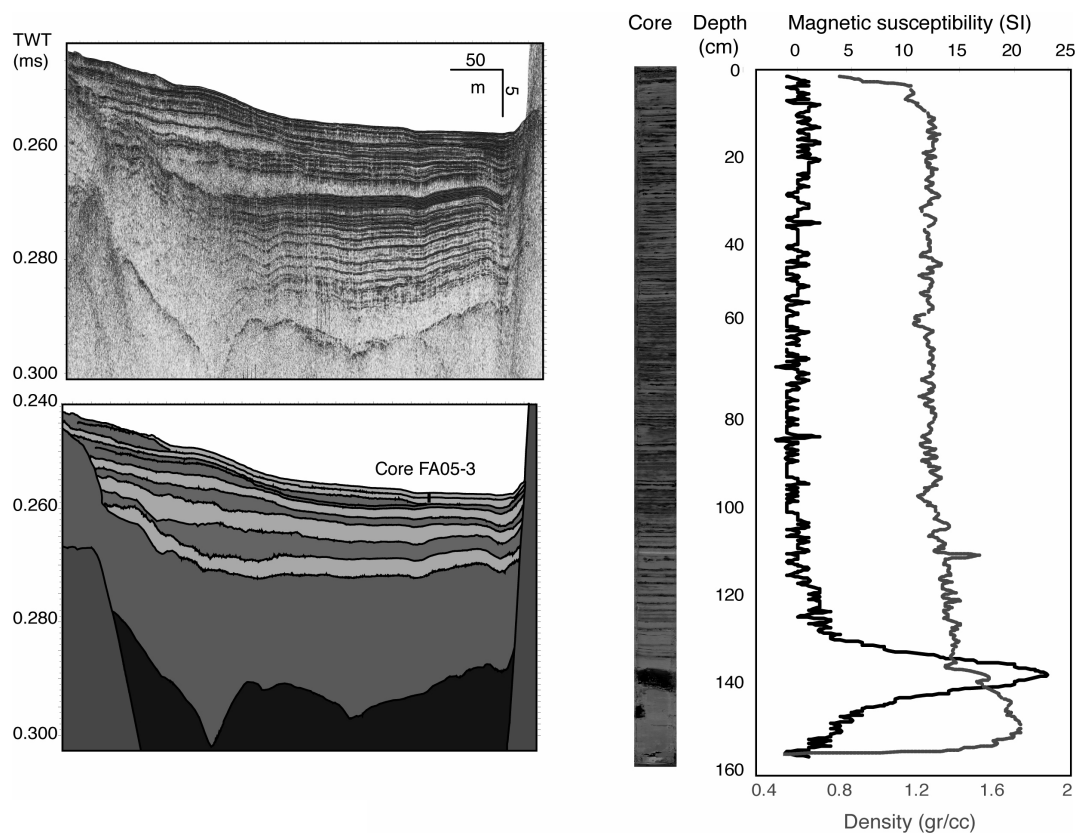 TWT
(ms)
50
m
5
0.260
0.280
0.300
0.240
Core FA05-3
0.260
0.280
0.300
Core
Depth
(cm)
Magnetic susceptibility (SI)
0 5 10 15 20 25
0
20
40
60
80
100
120
140
160
0.4 0.8 1.2 1.6 2
Density (gr/cc)